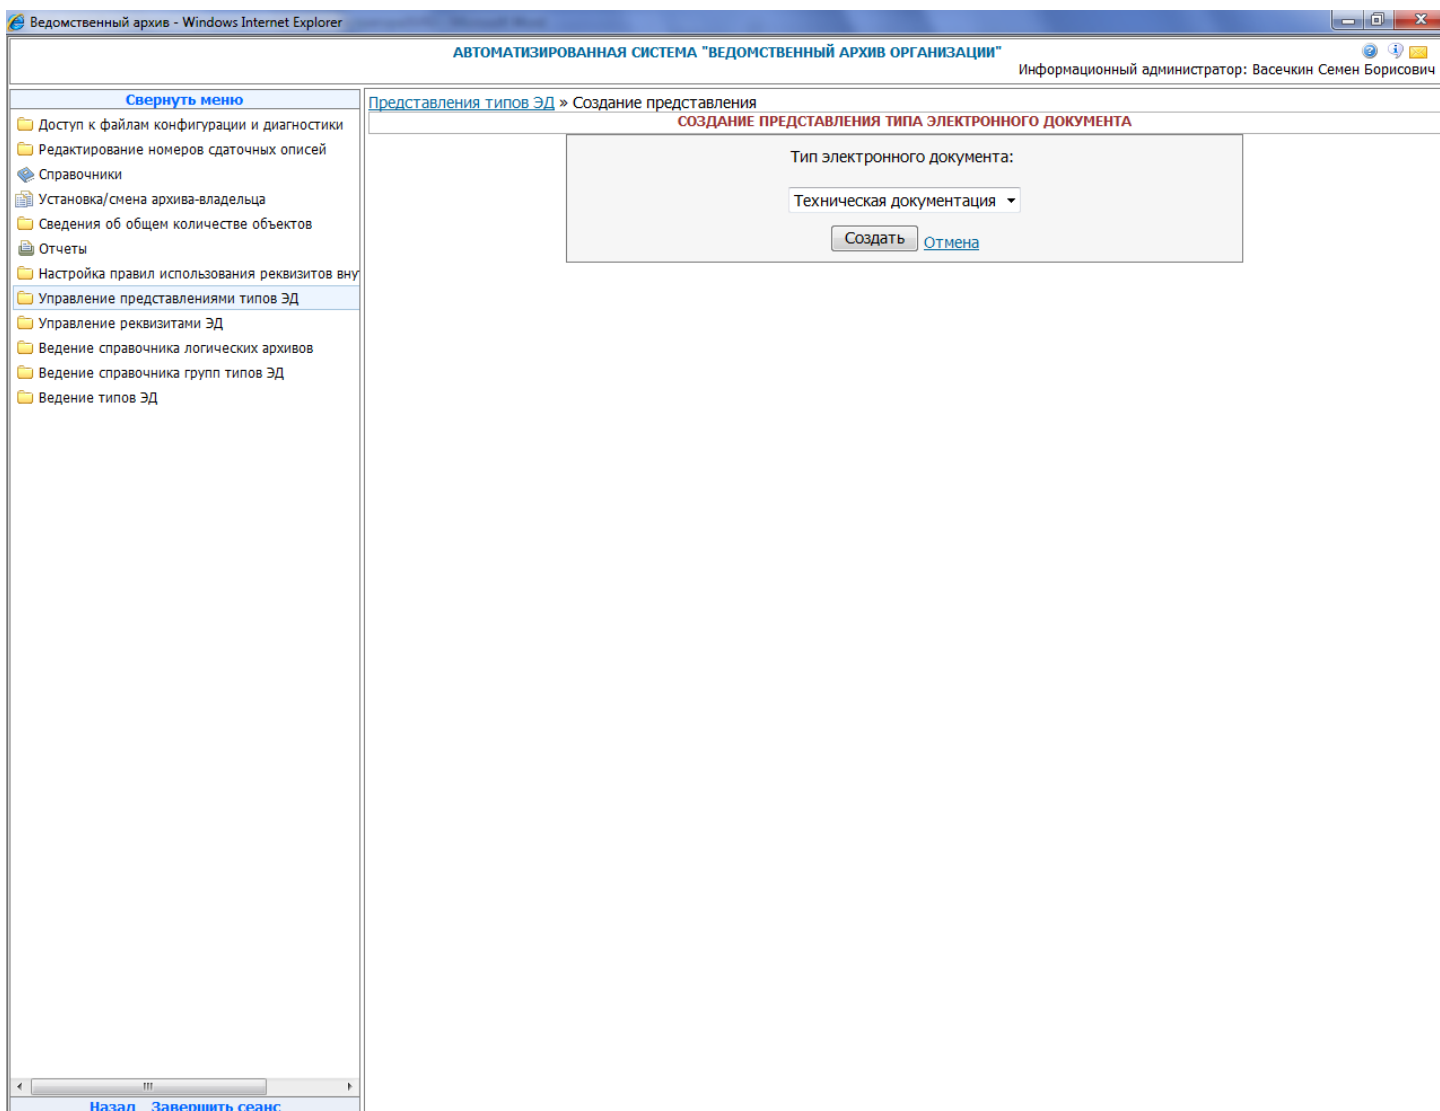 Ведомственный архив - Windows Internet Explorer
АВТОМАТИЗИРОВАННАЯ СИСТЕМА "ВЕДОМСТВЕННЫЙ АРХИВ ОРГАНИЗАЦИИ"
Информационный администратор: Васечкин Семен Борисович
Свернуть меню
Доступ к файлам конфигурации и диагностики
Редактирование номеров сдаточных описей
Справочники
Установка/смена архива-владельца
Сведения об общем количестве объектов
Отчеты
Настройка правил использования реквизитов вну
Управление представлениями типов ЭД
Управление реквизитами ЭД
Ведение справочника логических архивов
Ведение справочника групп типов ЭД
Ведение типов ЭД
Назад Завершить сеанс
Представления типов ЭД » Создание представления
СОЗДАНИЕ ПРЕДСТАВЛЕНИЯ ТИПА ЭЛЕКТРОННОГО ДОКУМЕНТА
Тип электронного документа:
Техническая документация
Создать Отмена